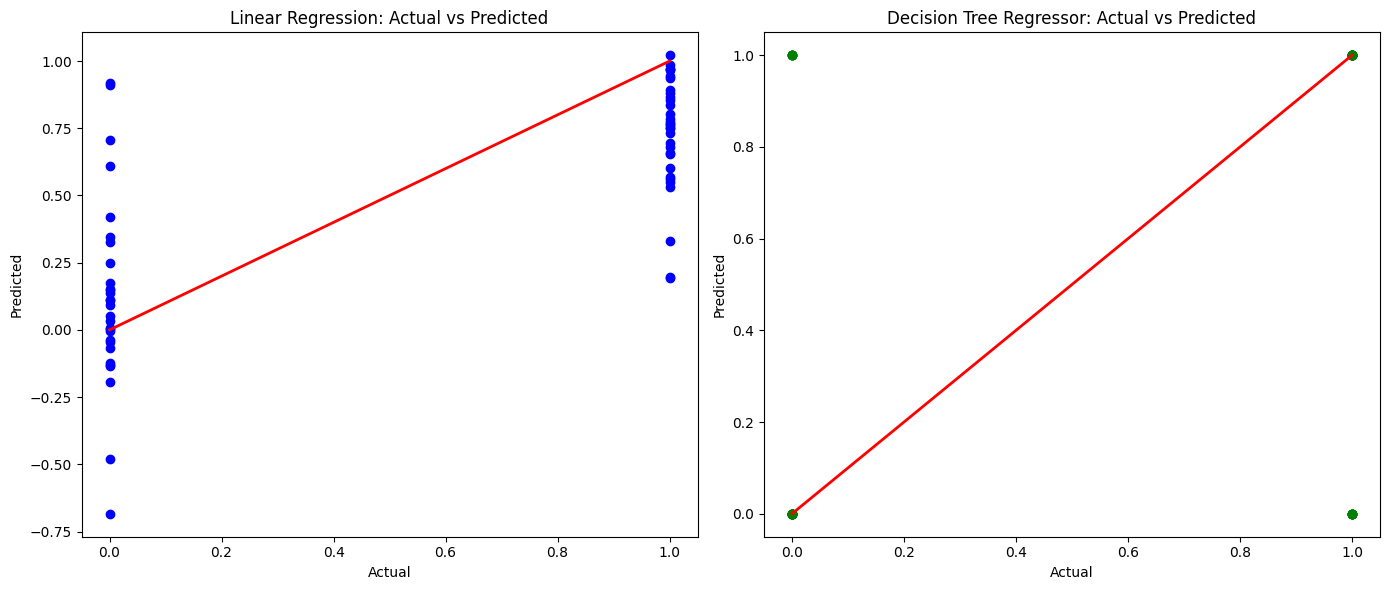 Linear Regression: Actual vs Predicted
1.00
0.75
0.50
0.25
0.00
−0.25
−0.50
−0.75
Predicted
0.0 0.2 0.4 0.6 0.8 1.0
Actual
Decision Tree Regressor: Actual vs Predicted
1.0
0.8
0.6
0.4
0.2
0.0
Predicted
0.0 0.2 0.4 0.6 0.8 1.0
Actual